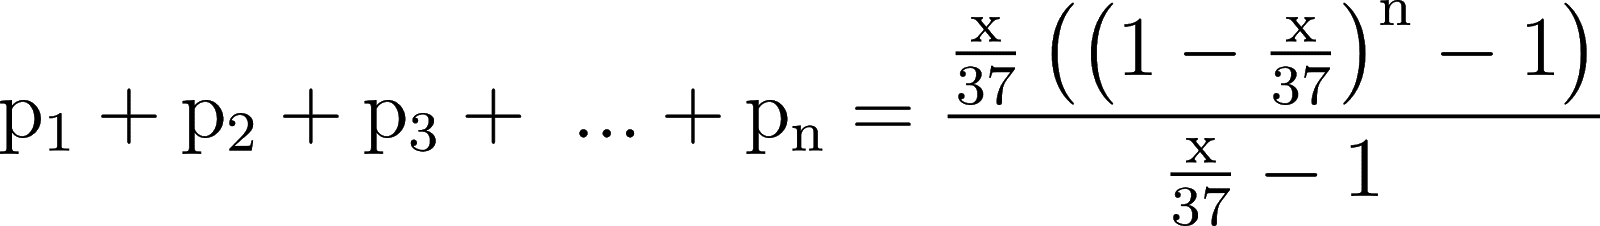 p₁ + p₂ + p₃ + ... + pₙ = x/37 ((1 − x/37)ⁿ − 1) / (x/37 − 1)